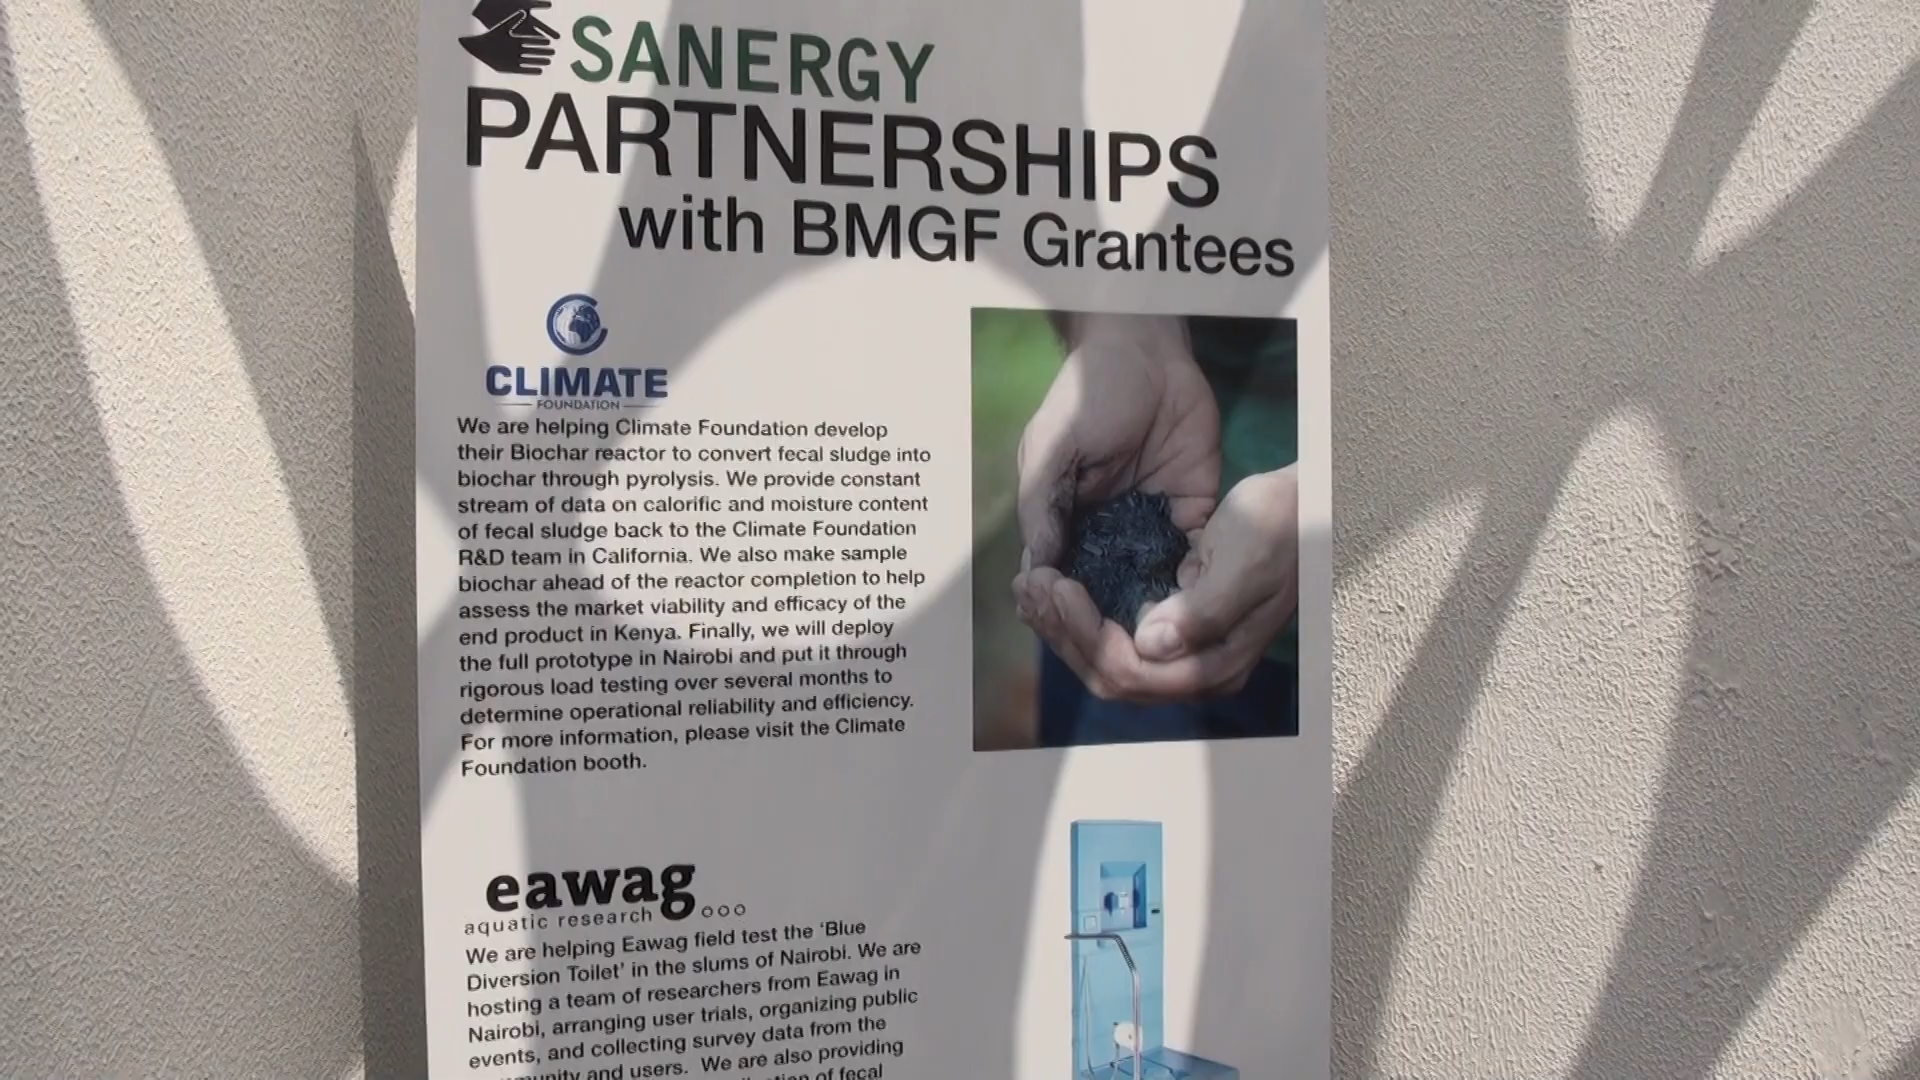 SANERGY
PARTNERSHIPS
with BMGF Grantees
CLIMATE
FOUNDATION
We are helping Climate Foundation develop
their Biochar reactor to convert fecal sludge into
biochar through pyrolysis. We provide constant
stream of data on calorific and moisture content
of fecal sludge back to the Climate Foundation
R&D team in California. We also make sample
biochar ahead of the reactor completion to help
assess the market viability and efficacy of the
end product in Kenya. Finally, we will deploy
the full prototype in Nairobi and put it through
rigorous load testing over several months to
determine operational reliability and efficiency.
For more information, please visit the Climate
Foundation booth.
eawag
aquatic research
We are helping Eawag field test the ‘Blue
Diversion Toilet’ in the slums of Nairobi. We are
hosting a team of researchers from Eawag in
Nairobi, arranging user trials, organizing public
events, and collecting survey data from the
and users. We are also providing
of fecal